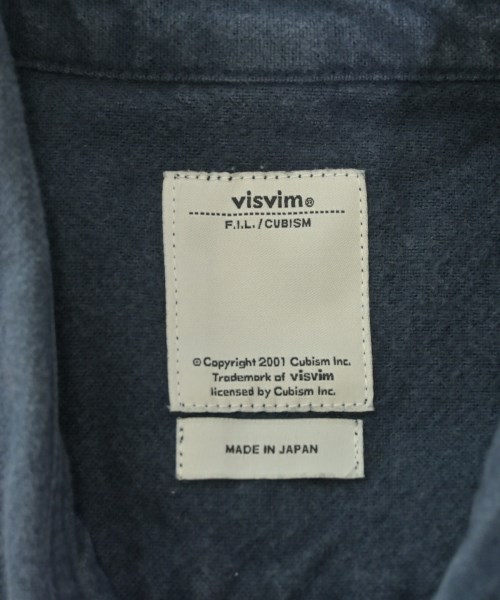 visvim®
F.I.L./CUBISM
© Copyright 2001 Cubism Inc.
Trademark of visvim
licensed by Cubism Inc.
MADE IN JAPAN